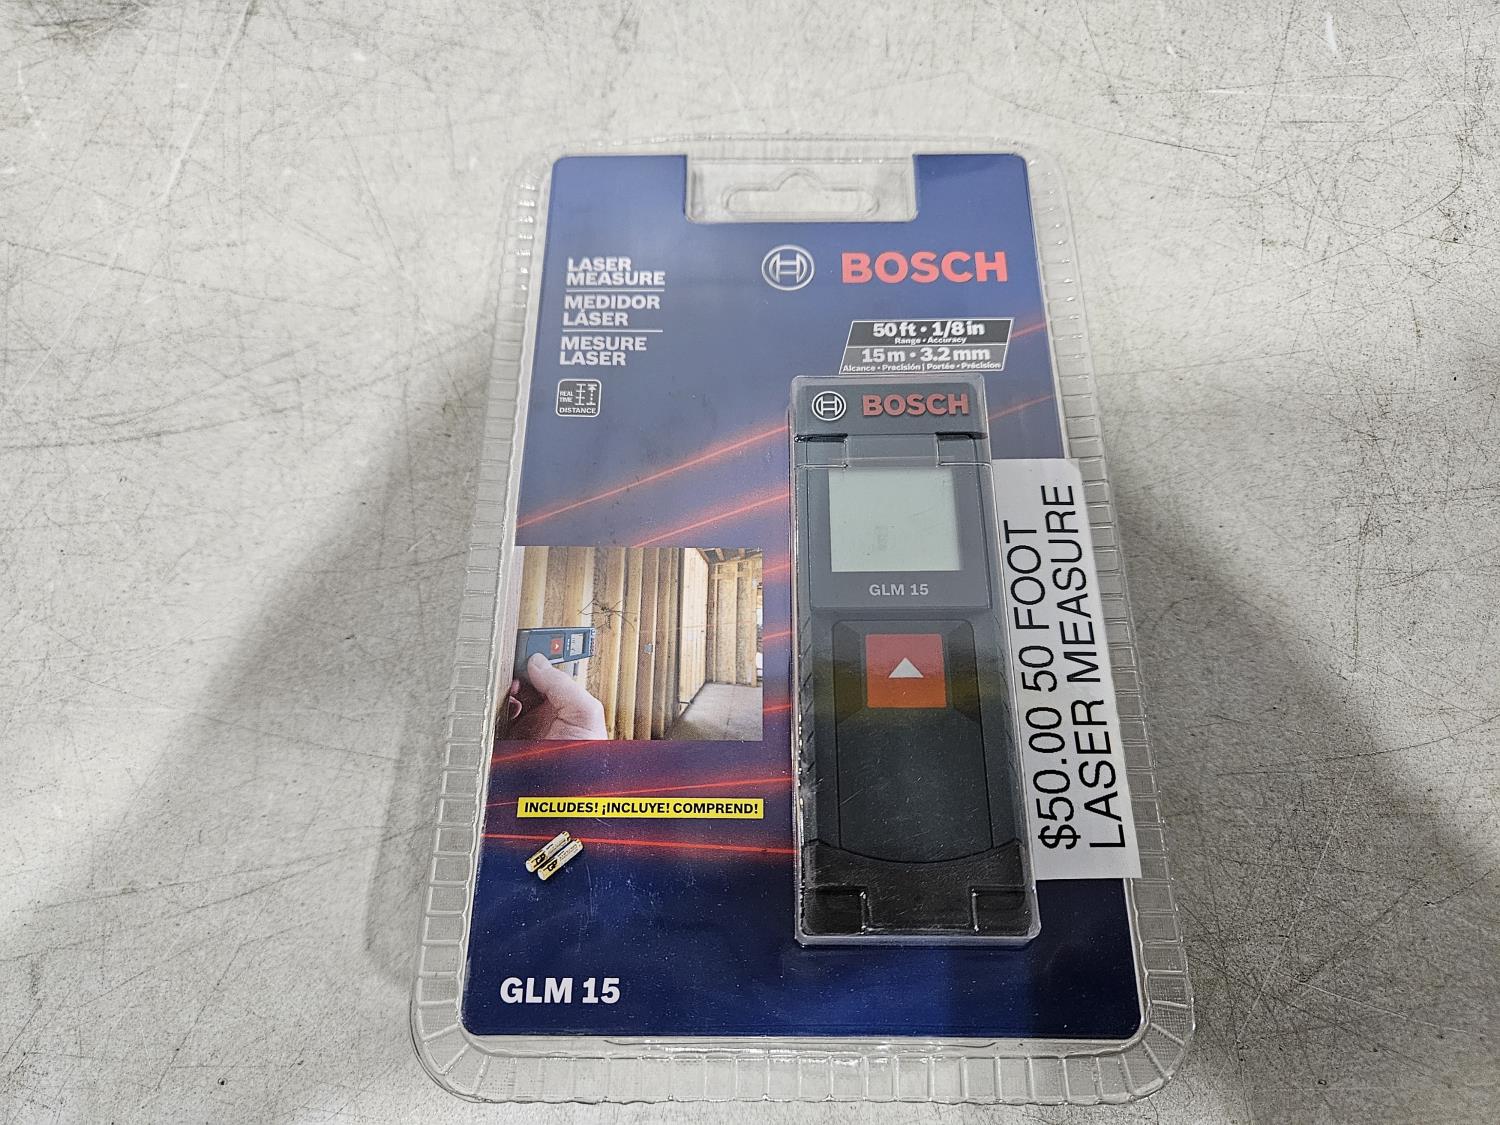 LASER
MEASURE
MEDIDOR
LÁSER
MESURE
LASER
REAL
TIME
DISTANCE
BOSCH
50 ft • 1/8 in
Range • Accuracy
15 m • 3.2 mm
Alcance • Precisión | Portée • Précision
BOSCH
GLM 15
$50.00 50 FOOT
LASER MEASURE
INCLUDES! ¡INCLUYE! COMPREND!
GP
GP
GLM 15